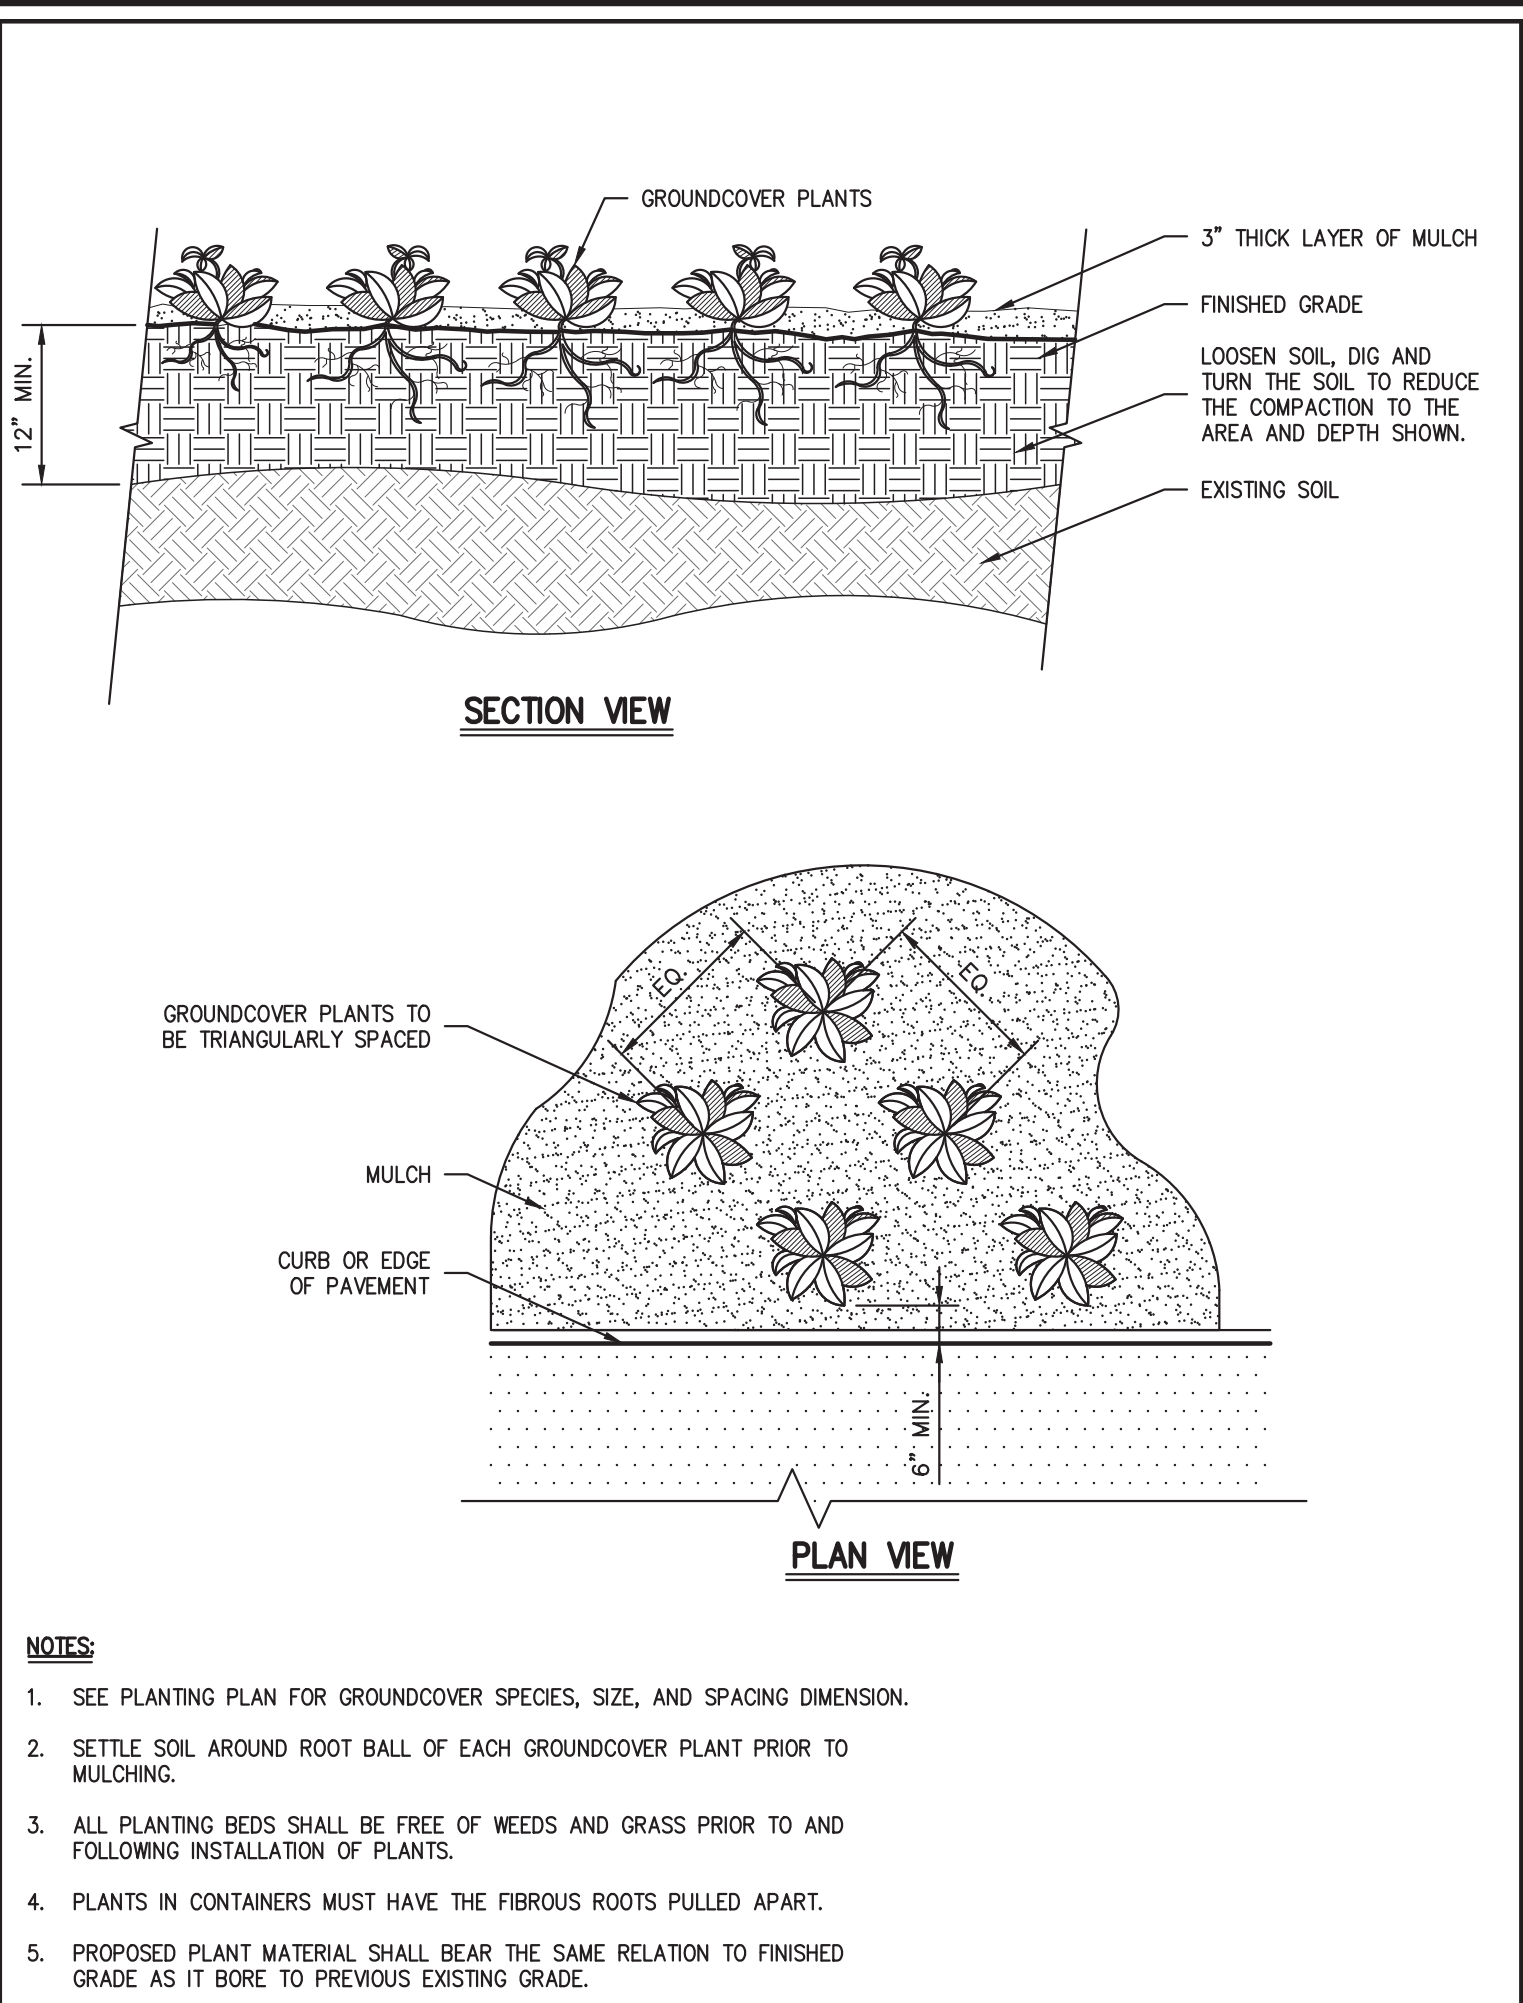 GROUNDCOVER PLANTS
3" THICK LAYER OF MULCH
FINISHED GRADE
LOOSEN SOIL, DIG AND
TURN THE SOIL TO REDUCE
THE COMPACTION TO THE
AREA AND DEPTH SHOWN.
12" MIN.
EXISTING SOIL
SECTION VIEW
EQ.
EQ.
GROUNDCOVER PLANTS TO
BE TRIANGULARLY SPACED
MULCH
CURB OR EDGE
OF PAVEMENT
6" MIN.
PLAN VIEW
NOTES:
1. SEE PLANTING PLAN FOR GROUNDCOVER SPECIES, SIZE, AND SPACING DIMENSION.
2. SETTLE SOIL AROUND ROOT BALL OF EACH GROUNDCOVER PLANT PRIOR TO
MULCHING.
3. ALL PLANTING BEDS SHALL BE FREE OF WEEDS AND GRASS PRIOR TO AND
FOLLOWING INSTALLATION OF PLANTS.
4. PLANTS IN CONTAINERS MUST HAVE THE FIBROUS ROOTS PULLED APART.
5. PROPOSED PLANT MATERIAL SHALL BEAR THE SAME RELATION TO FINISHED
GRADE AS IT BORE TO PREVIOUS EXISTING GRADE.